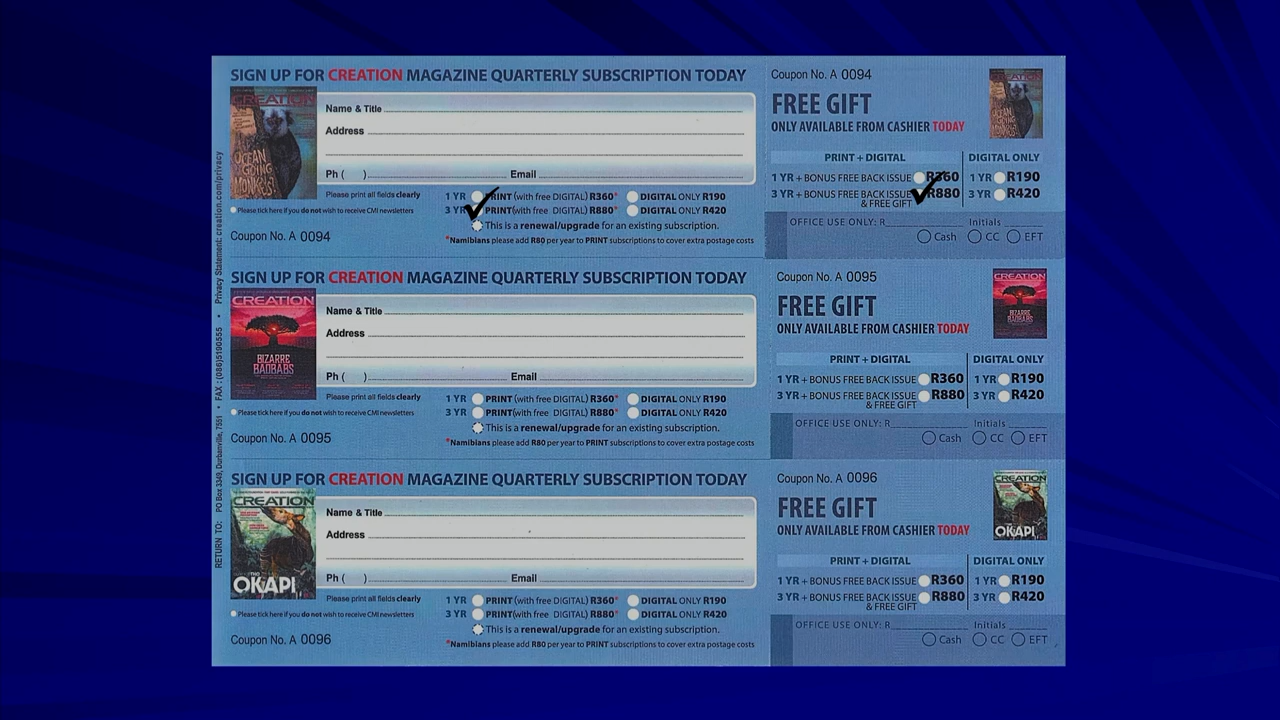 SIGN UP FOR CREATION MAGAZINE QUARTERLY SUBSCRIPTION TODAY
CREATION
OCEAN
GOING
MONKEYS
Name & Title
Address
Ph ( ) Email
Please print all fields clearly
Please tick here if you do not wish to receive CMI newsletters
1 YR PRINT (with free DIGITAL) R360* DIGITAL ONLY R190
3 YR PRINT (with free DIGITAL) R880* DIGITAL ONLY R420
This is a renewal/upgrade for an existing subscription.
*Namibians please add R80 per year to PRINT subscriptions to cover extra postage costs
Coupon No. A 0094
Coupon No. A 0094
FREE GIFT
ONLY AVAILABLE FROM CASHIER TODAY
PRINT + DIGITAL DIGITAL ONLY
1 YR + BONUS FREE BACK ISSUE R360 1 YR R190
3 YR + BONUS FREE BACK ISSUE R880 3 YR R420
& FREE GIFT
OFFICE USE ONLY: R Initials
Cash CC EFT
SIGN UP FOR CREATION MAGAZINE QUARTERLY SUBSCRIPTION TODAY
CREATION
BIZARRE
BAOBABS
Name & Title
Address
Ph ( ) Email
Please print all fields clearly
Please tick here if you do not wish to receive CMI newsletters
1 YR PRINT (with free DIGITAL) R360* DIGITAL ONLY R190
3 YR PRINT (with free DIGITAL) R880* DIGITAL ONLY R420
This is a renewal/upgrade for an existing subscription.
*Namibians please add R80 per year to PRINT subscriptions to cover extra postage costs
Coupon No. A 0095
Coupon No. A 0095
FREE GIFT
ONLY AVAILABLE FROM CASHIER TODAY
CREATION
BIZARRE
BAOBABS
PRINT + DIGITAL DIGITAL ONLY
1 YR + BONUS FREE BACK ISSUE R360 1 YR R190
3 YR + BONUS FREE BACK ISSUE R880 3 YR R420
& FREE GIFT
OFFICE USE ONLY: R Initials
Cash CC EFT
SIGN UP FOR CREATION MAGAZINE QUARTERLY SUBSCRIPTION TODAY
CREATION
OKAPI
Name & Title
Address
Ph ( ) Email
Please print all fields clearly
Please tick here if you do not wish to receive CMI newsletters
1 YR PRINT (with free DIGITAL) R360* DIGITAL ONLY R190
3 YR PRINT (with free DIGITAL) R880* DIGITAL ONLY R420
This is a renewal/upgrade for an existing subscription.
*Namibians please add R80 per year to PRINT subscriptions to cover extra postage costs
Coupon No. A 0096
Coupon No. A 0096
FREE GIFT
ONLY AVAILABLE FROM CASHIER TODAY
CREATION
OKAPI
PRINT + DIGITAL DIGITAL ONLY
1 YR + BONUS FREE BACK ISSUE R360 1 YR R190
3 YR + BONUS FREE BACK ISSUE R880 3 YR R420
& FREE GIFT
OFFICE USE ONLY: R Initials
Cash CC EFT
RETURN TO: PO Box 3349, Durbanville, 7551 • FAX : (086)5190555 • Privacy Statement: creation.com/privacy